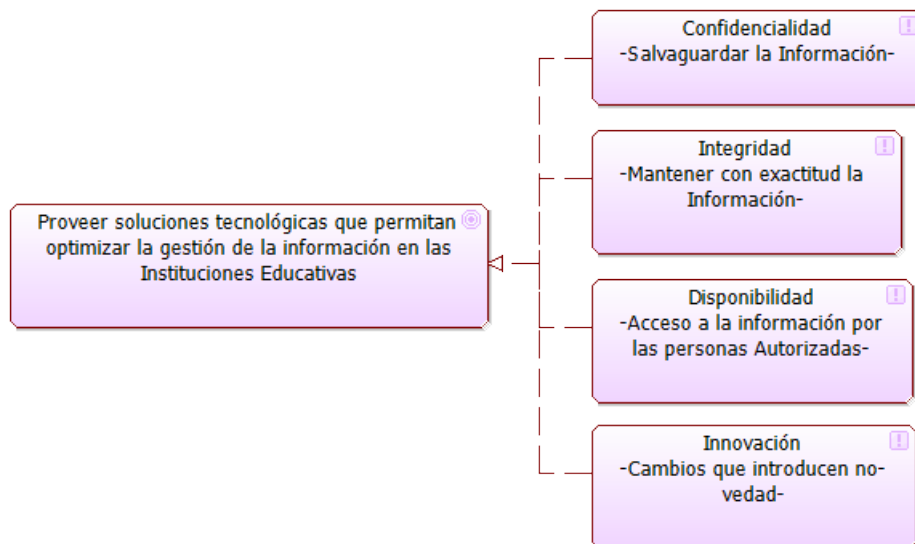 Confidencialidad
-Salvaguardar la Información-
Integridad
-Mantener con exactitud la
Información-
Proveer soluciones tecnológicas que permitan
optimizar la gestión de la información en las
Instituciones Educativas
Disponibilidad
-Acceso a la información por
las personas Autorizadas-
Innovación
-Cambios que introducen no-
vedad-